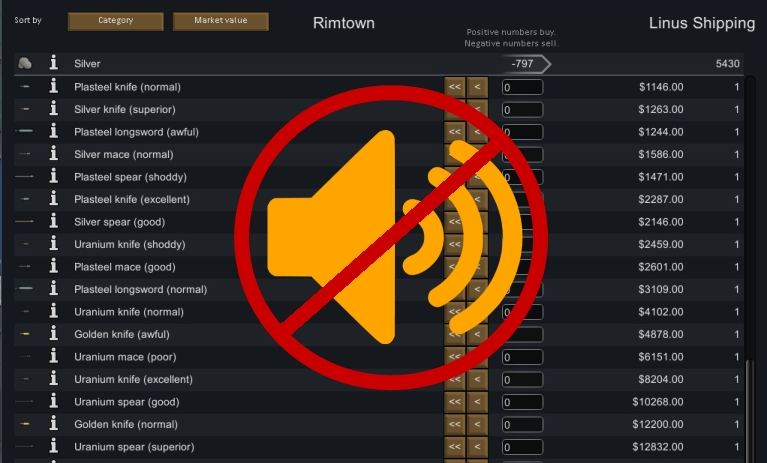 Sort by Category Market value Rimtown Linus Shipping
Positive numbers buy.
Negative numbers sell.
Silver -797 5430
Plasteel knife (normal) << < 0 $1146.00 1
Silver knife (superior) << < 0 $1263.00 1
Plasteel longsword (awful) << < 0 $1244.00 1
Silver mace (normal) < 0 $1586.00 1
Plasteel spear (shoddy) < 0 $1471.00 1
Plasteel knife (excellent) < $2287.00 1
Silver spear (good) < $2146.00 1
Uranium knife (shoddy) $2459.00 1
Plasteel mace (good) < $2601.00 1
Plasteel longsword (normal) < $3109.00 1
Uranium knife (normal) < 0 $4102.00 1
Golden knife (awful) << < 0 $4878.00 1
Uranium mace (poor) << < 0 $6151.00 1
Uranium knife (excellent) << < 0 $8204.00 1
Uranium spear (good) << < 0 $10268.00 1
Golden knife (normal) << < 0 $12200.00 1
Uranium spear (superior) << < 0 $12832.00 1